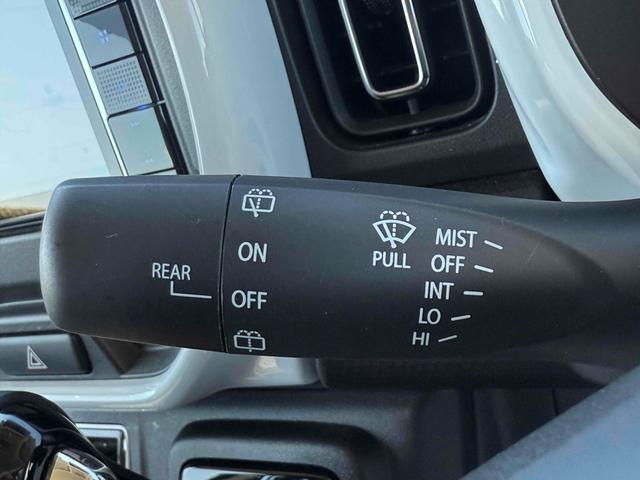 REAR
ON
OFF
PULL
MIST
OFF
INT
LO
HI